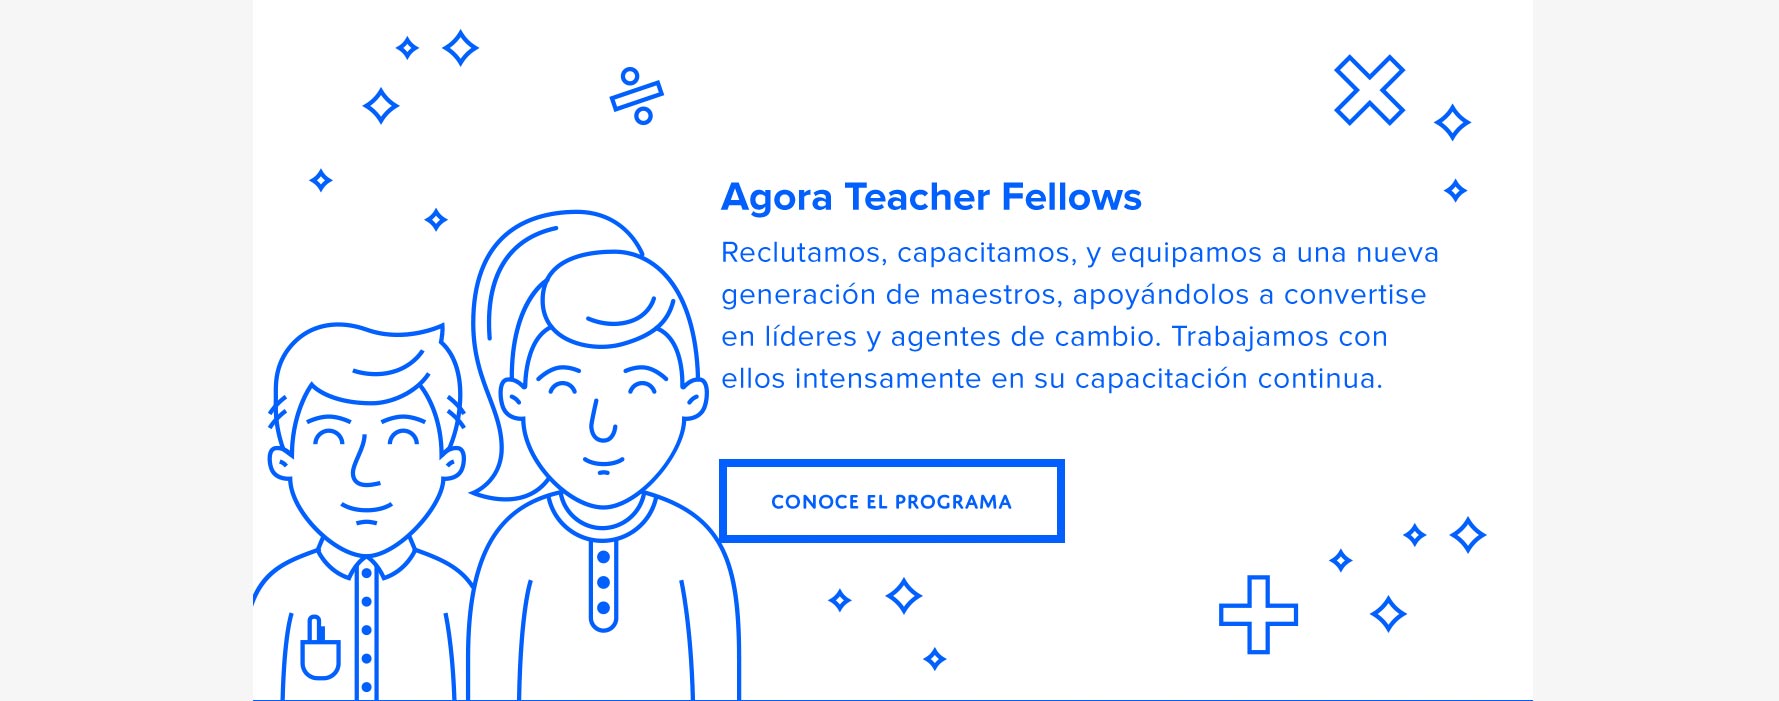 Agora Teacher Fellows
Reclutamos, capacitamos, y equipamos a una nueva
generación de maestros, apoyándolos a convertise
en líderes y agentes de cambio. Trabajamos con
ellos intensamente en su capacitación continua.
CONOCE EL PROGRAMA